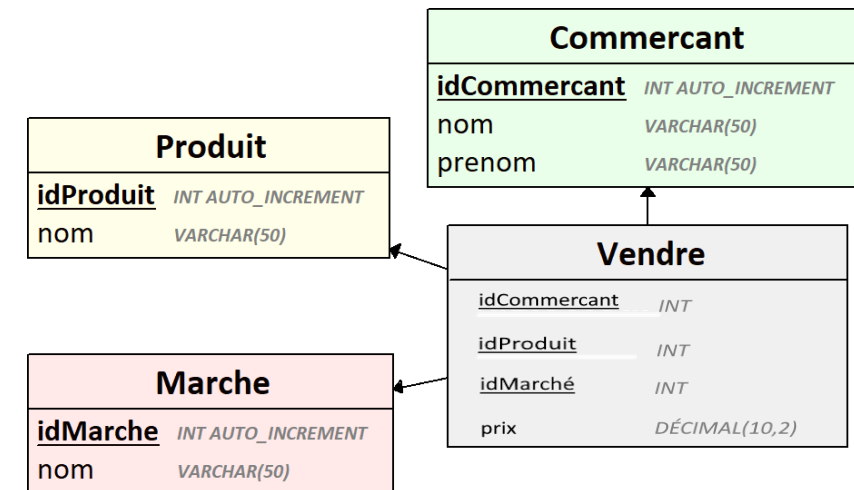 Commercant
idCommercant INT AUTO_INCREMENT
nom VARCHAR(50)
prenom VARCHAR(50)
Produit
idProduit INT AUTO_INCREMENT
nom VARCHAR(50)
Vendre
idCommercant INT
idProduit INT
idMarché INT
prix DÉCIMAL(10,2)
Marche
idMarche INT AUTO_INCREMENT
nom VARCHAR(50)